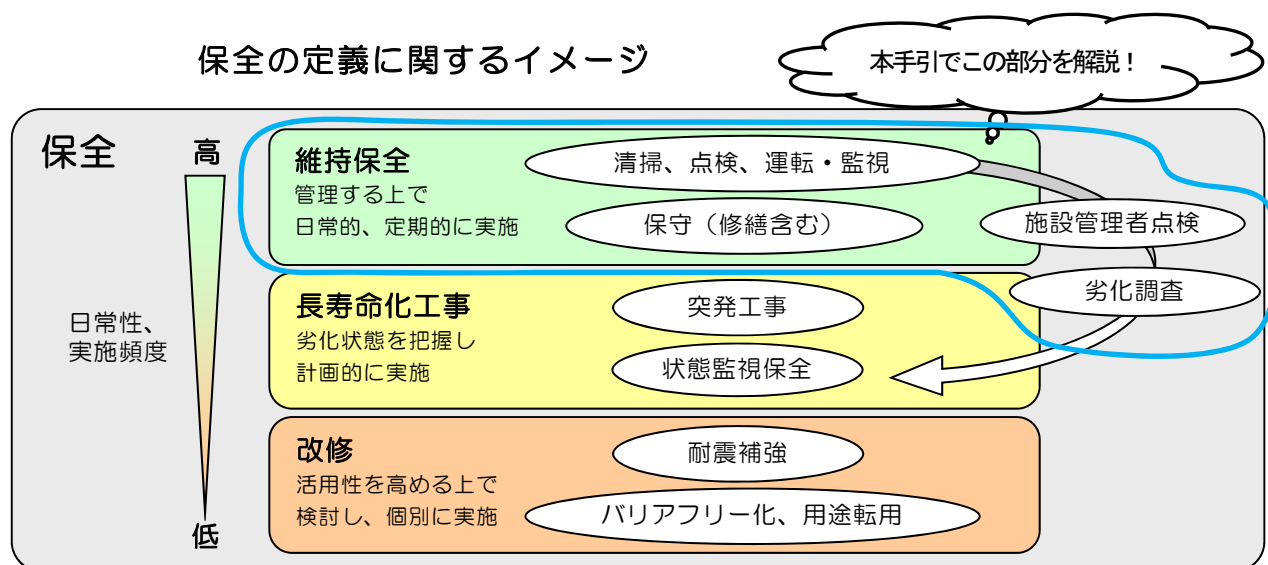 保全の定義に関するイメージ
本手引でこの部分を解説！
保全
高
日常性、
実施頻度
低
維持保全
管理する上で
日常的、定期的に実施
清掃、点検、運転・監視
保守（修繕含む）
施設管理者点検
劣化調査
長寿命化工事
劣化状態を把握し
計画的に実施
突発工事
状態監視保全
改修
活用性を高める上で
検討し、個別に実施
耐震補強
バリアフリー化、用途転用